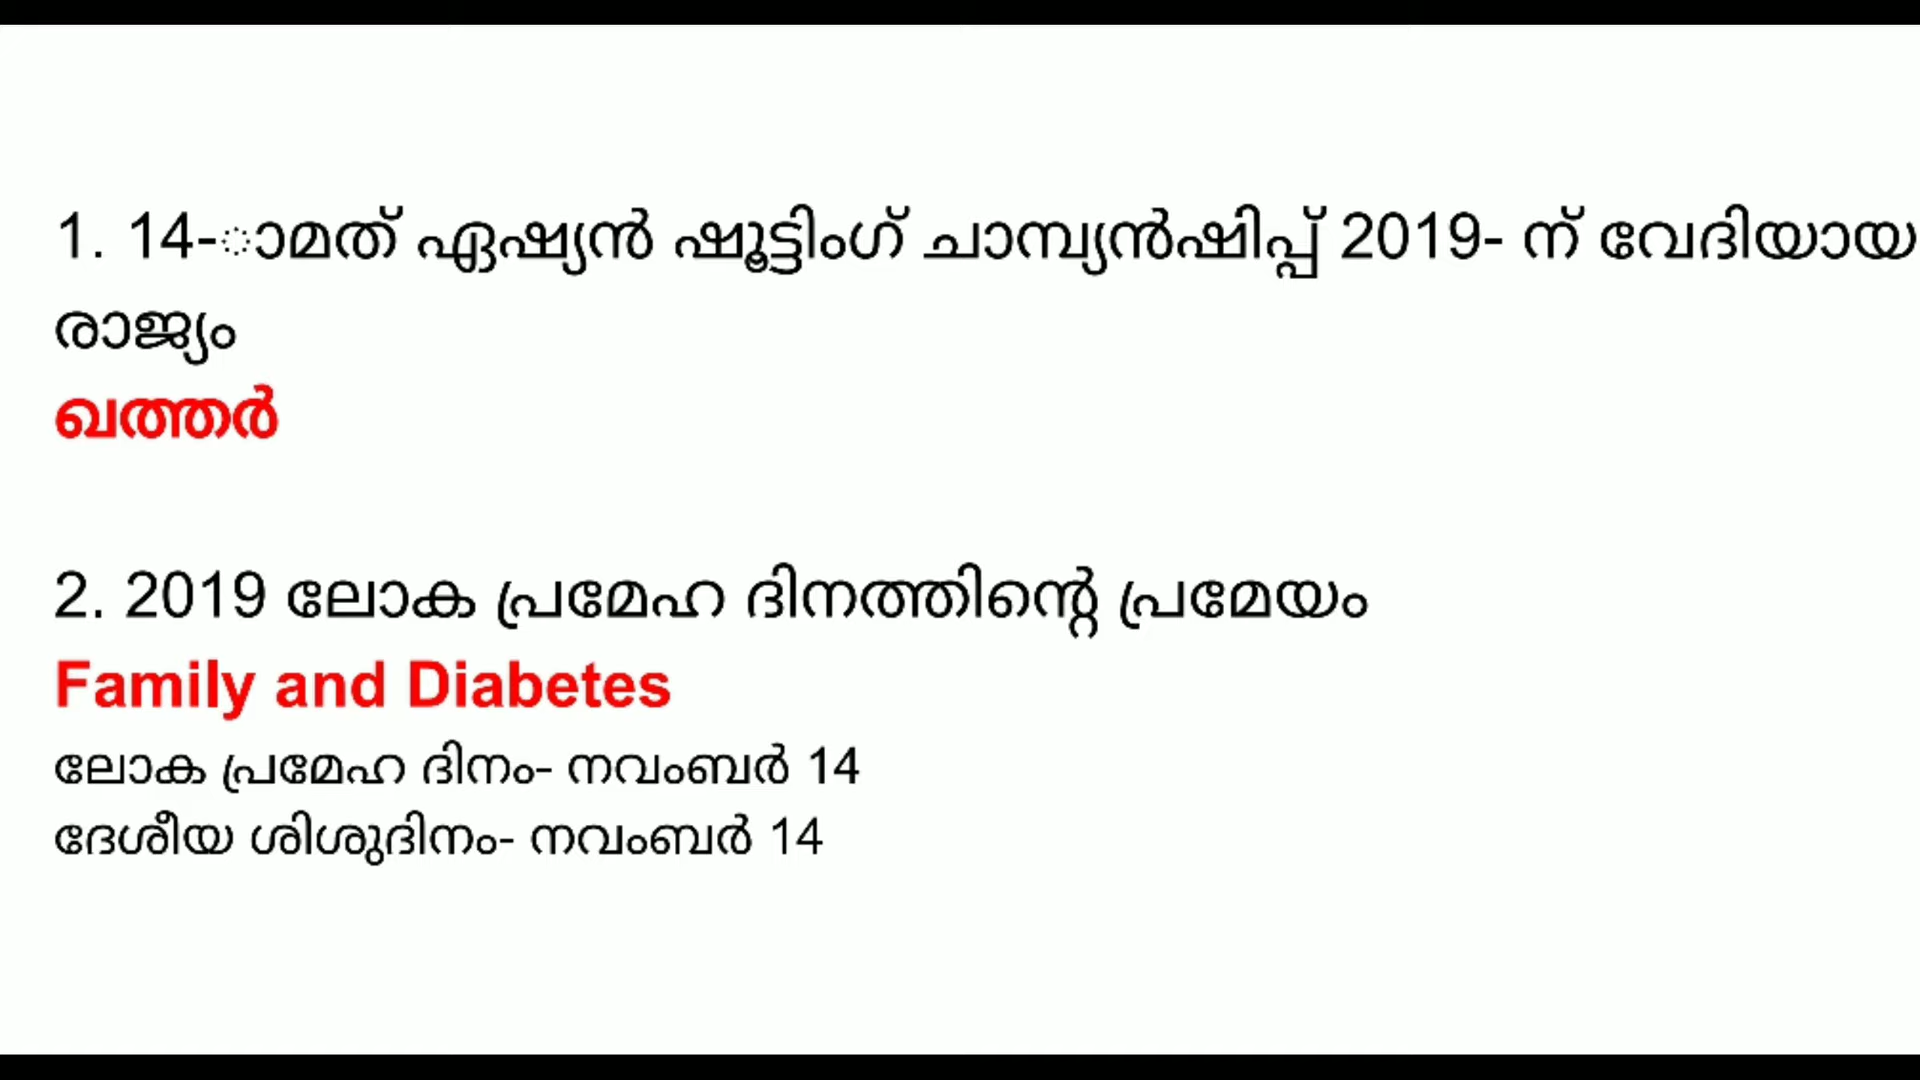 1. 14-ാമത് ഏഷ്യൻ ഷൂട്ടിംഗ് ചാമ്പ്യൻഷിപ്പ് 2019- ന് വേദിയായ
രാജ്യം
ഖത്തർ
2. 2019 ലോക പ്രമേഹ ദിനത്തിന്റെ പ്രമേയം
Family and Diabetes
ലോക പ്രമേഹ ദിനം- നവംബർ 14
ദേശീയ ശിശുദിനം- നവംബർ 14